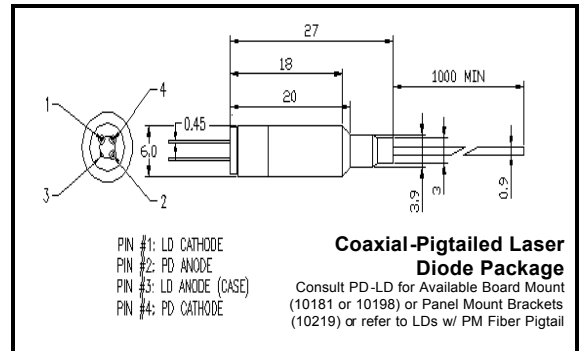 27
18
1000 MIN
20
4
1
0.45
6.0
3
2
3.9
3
0.9
PIN #1: LD CATHODE
PIN #2: PD ANODE
PIN #3: LD ANODE (CASE)
PIN #4: PD CATHODE
Coaxial-Pigtailed Laser
Diode Package
Consult PD-LD for Available Board Mount
(10181 or 10198) or Panel Mount Brackets
(10219) or refer to LDs w/ PM Fiber Pigtail